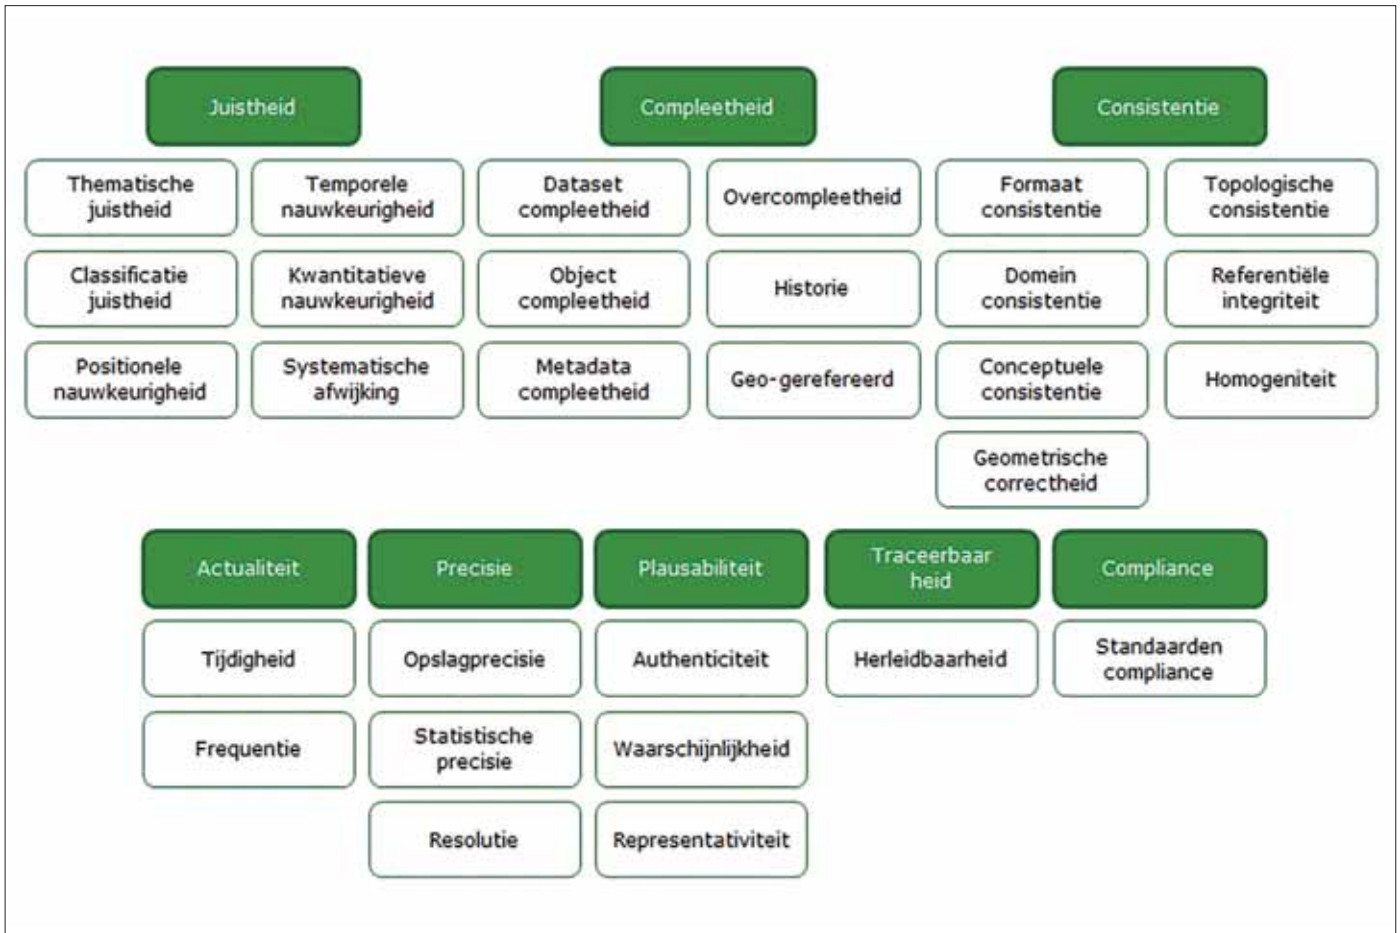 Juistheid
Thematische
juistheid
Temporele
nauwkeurigheid
Classificatie
juistheid
Kwantitatieve
nauwkeurigheid
Positionele
nauwkeurigheid
Systematische
afwijking
Compleetheid
Dataset
compleetheid
Overcompleetheid
Object
compleetheid
Historie
Metadata
compleetheid
Geo-gerefereerd
Consistentie
Formaat
consistentie
Topologische
consistentie
Domein
consistentie
Referentiële
integriteit
Conceptuele
consistentie
Homogeniteit
Geometrische
correctheid
Actualiteit
Tijdigheid
Frequentie
Precisie
Opslagprecisie
Statistische
precisie
Resolutie
Plausabiliteit
Authenticiteit
Waarschijnlijkheid
Representativiteit
Traceerbaar
heid
Herleidbaarheid
Compliance
Standaarden
compliance